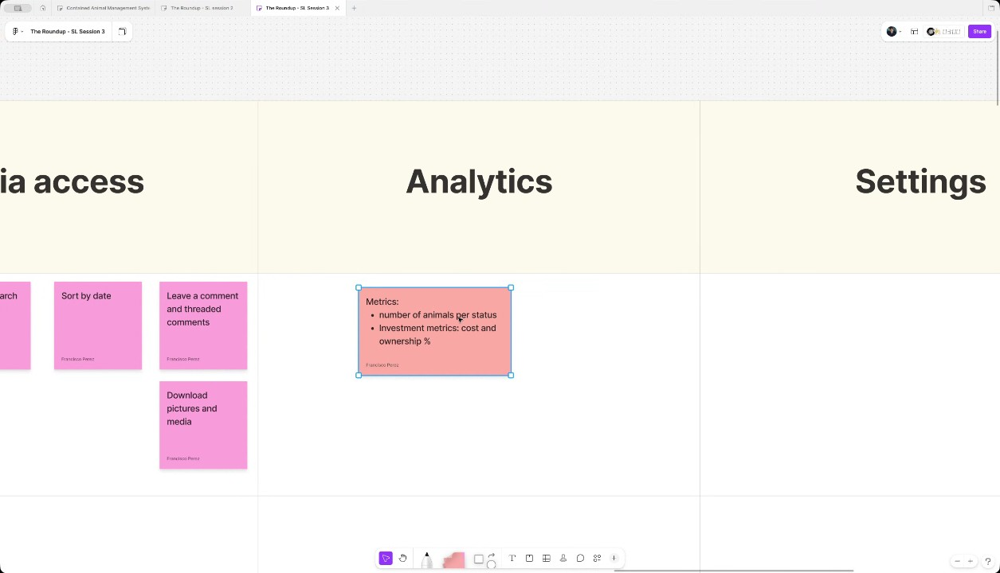 Contained Animal Management Syste
The Roundup - SL session 2
The Roundup - SL Session 3
The Roundup - SL Session 3
Share
ia access
Analytics
Settings
arch
Sort by date
Francisco Perez
Leave a comment
and threaded
comments
Francisco Perez
Metrics:
• number of animals per status
• Investment metrics: cost and
ownership %
Francisco Perez
Download
pictures and
media
Francisco Perez